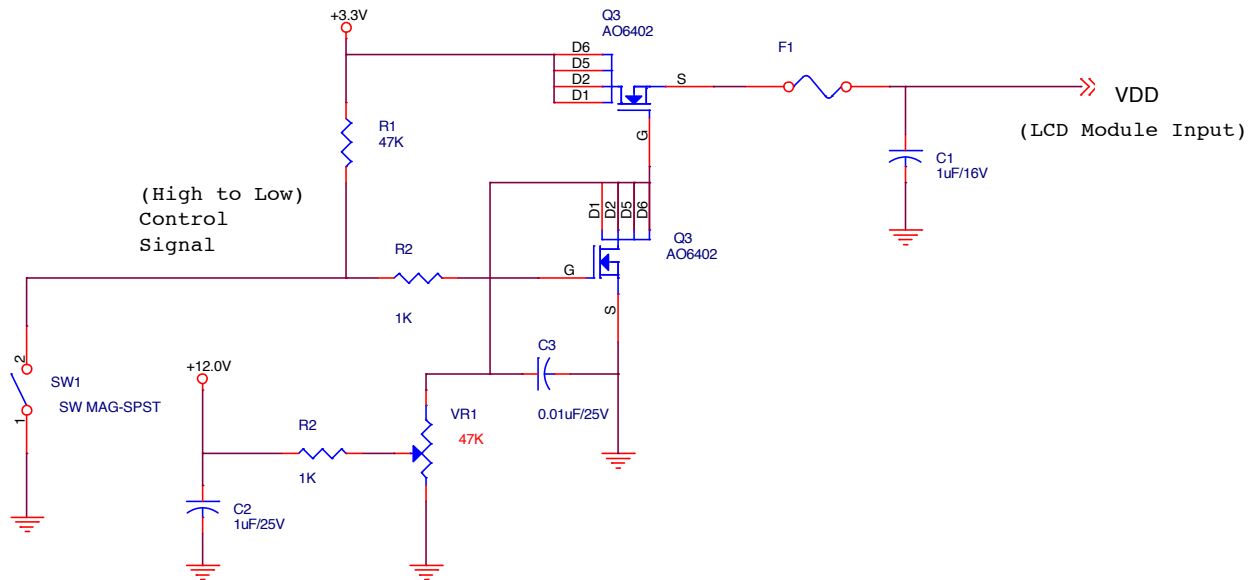 +3.3V
Q3
AO6402
D6
D5
D2
D1
S
G
F1
VDD
(LCD Module Input)
C1
1uF/16V
R1
47K
(High to Low)
Control
Signal
R2
1K
D1
D2
D5
D6
Q3
AO6402
G
S
2
1
SW1
SW MAG-SPST
+12.0V
C3
0.01uF/25V
VR1
47K
R2
1K
C2
1uF/25V